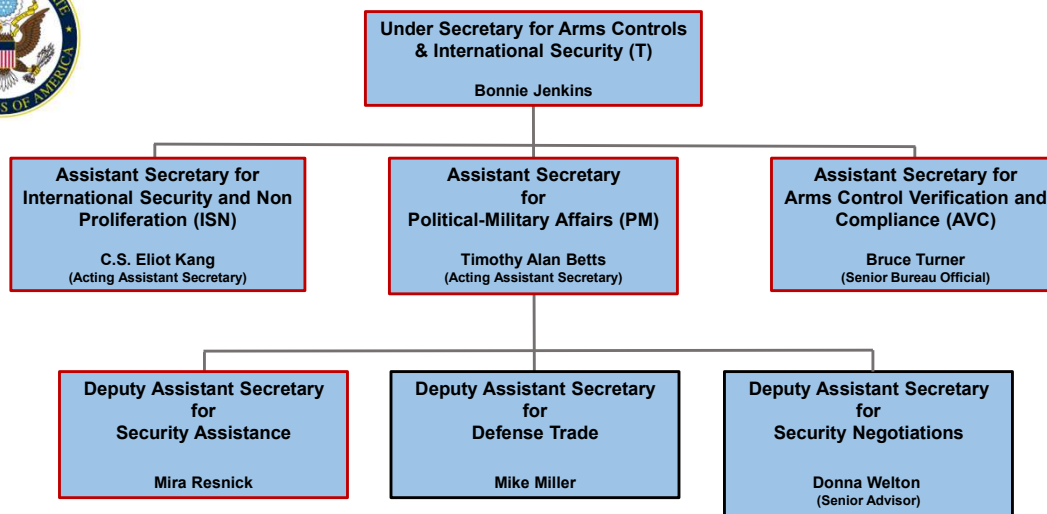 S OF AMERICA
Under Secretary for Arms Controls
& International Security (T)
Bonnie Jenkins
Assistant Secretary for
International Security and Non
Proliferation (ISN)
C.S. Eliot Kang
(Acting Assistant Secretary)
Assistant Secretary
for
Political-Military Affairs (PM)
Timothy Alan Betts
(Acting Assistant Secretary)
Assistant Secretary for
Arms Control Verification and
Compliance (AVC)
Bruce Turner
(Senior Bureau Official)
Deputy Assistant Secretary
for
Security Assistance
Mira Resnick
Deputy Assistant Secretary
for
Defense Trade
Mike Miller
Deputy Assistant Secretary
for
Security Negotiations
Donna Welton
(Senior Advisor)